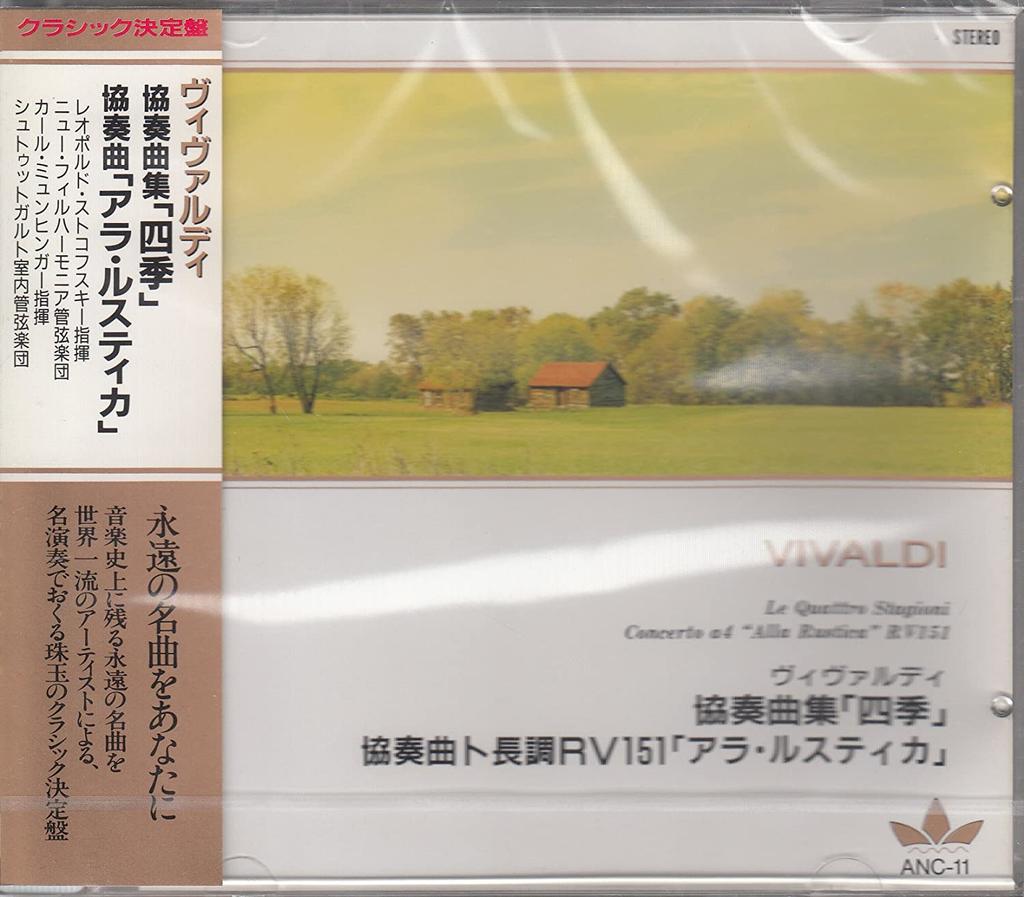 クラシック決定盤
ヴィヴァルディ
協奏曲集「四季」
協奏曲「アラ・ルスティカ」
レオポルド・ストコフスキー指揮
ニュー・フィルハーモニア管弦楽団
カール・ミュンヒンガー指揮
シュトゥットガルト室内管弦楽団
永遠の名曲をあなたに
音楽史上に残る永遠の名曲を
世界一流のアーティストによる、
名演奏でおくる珠玉のクラシック決定盤
STEREO
VIVALDI
Le Quattro Stagioni
Concerto a4 "Alla Rustica" RV151
ヴィヴァルディ
協奏曲集「四季」
協奏曲ト長調RV151「アラ・ルスティカ」
ANC-11